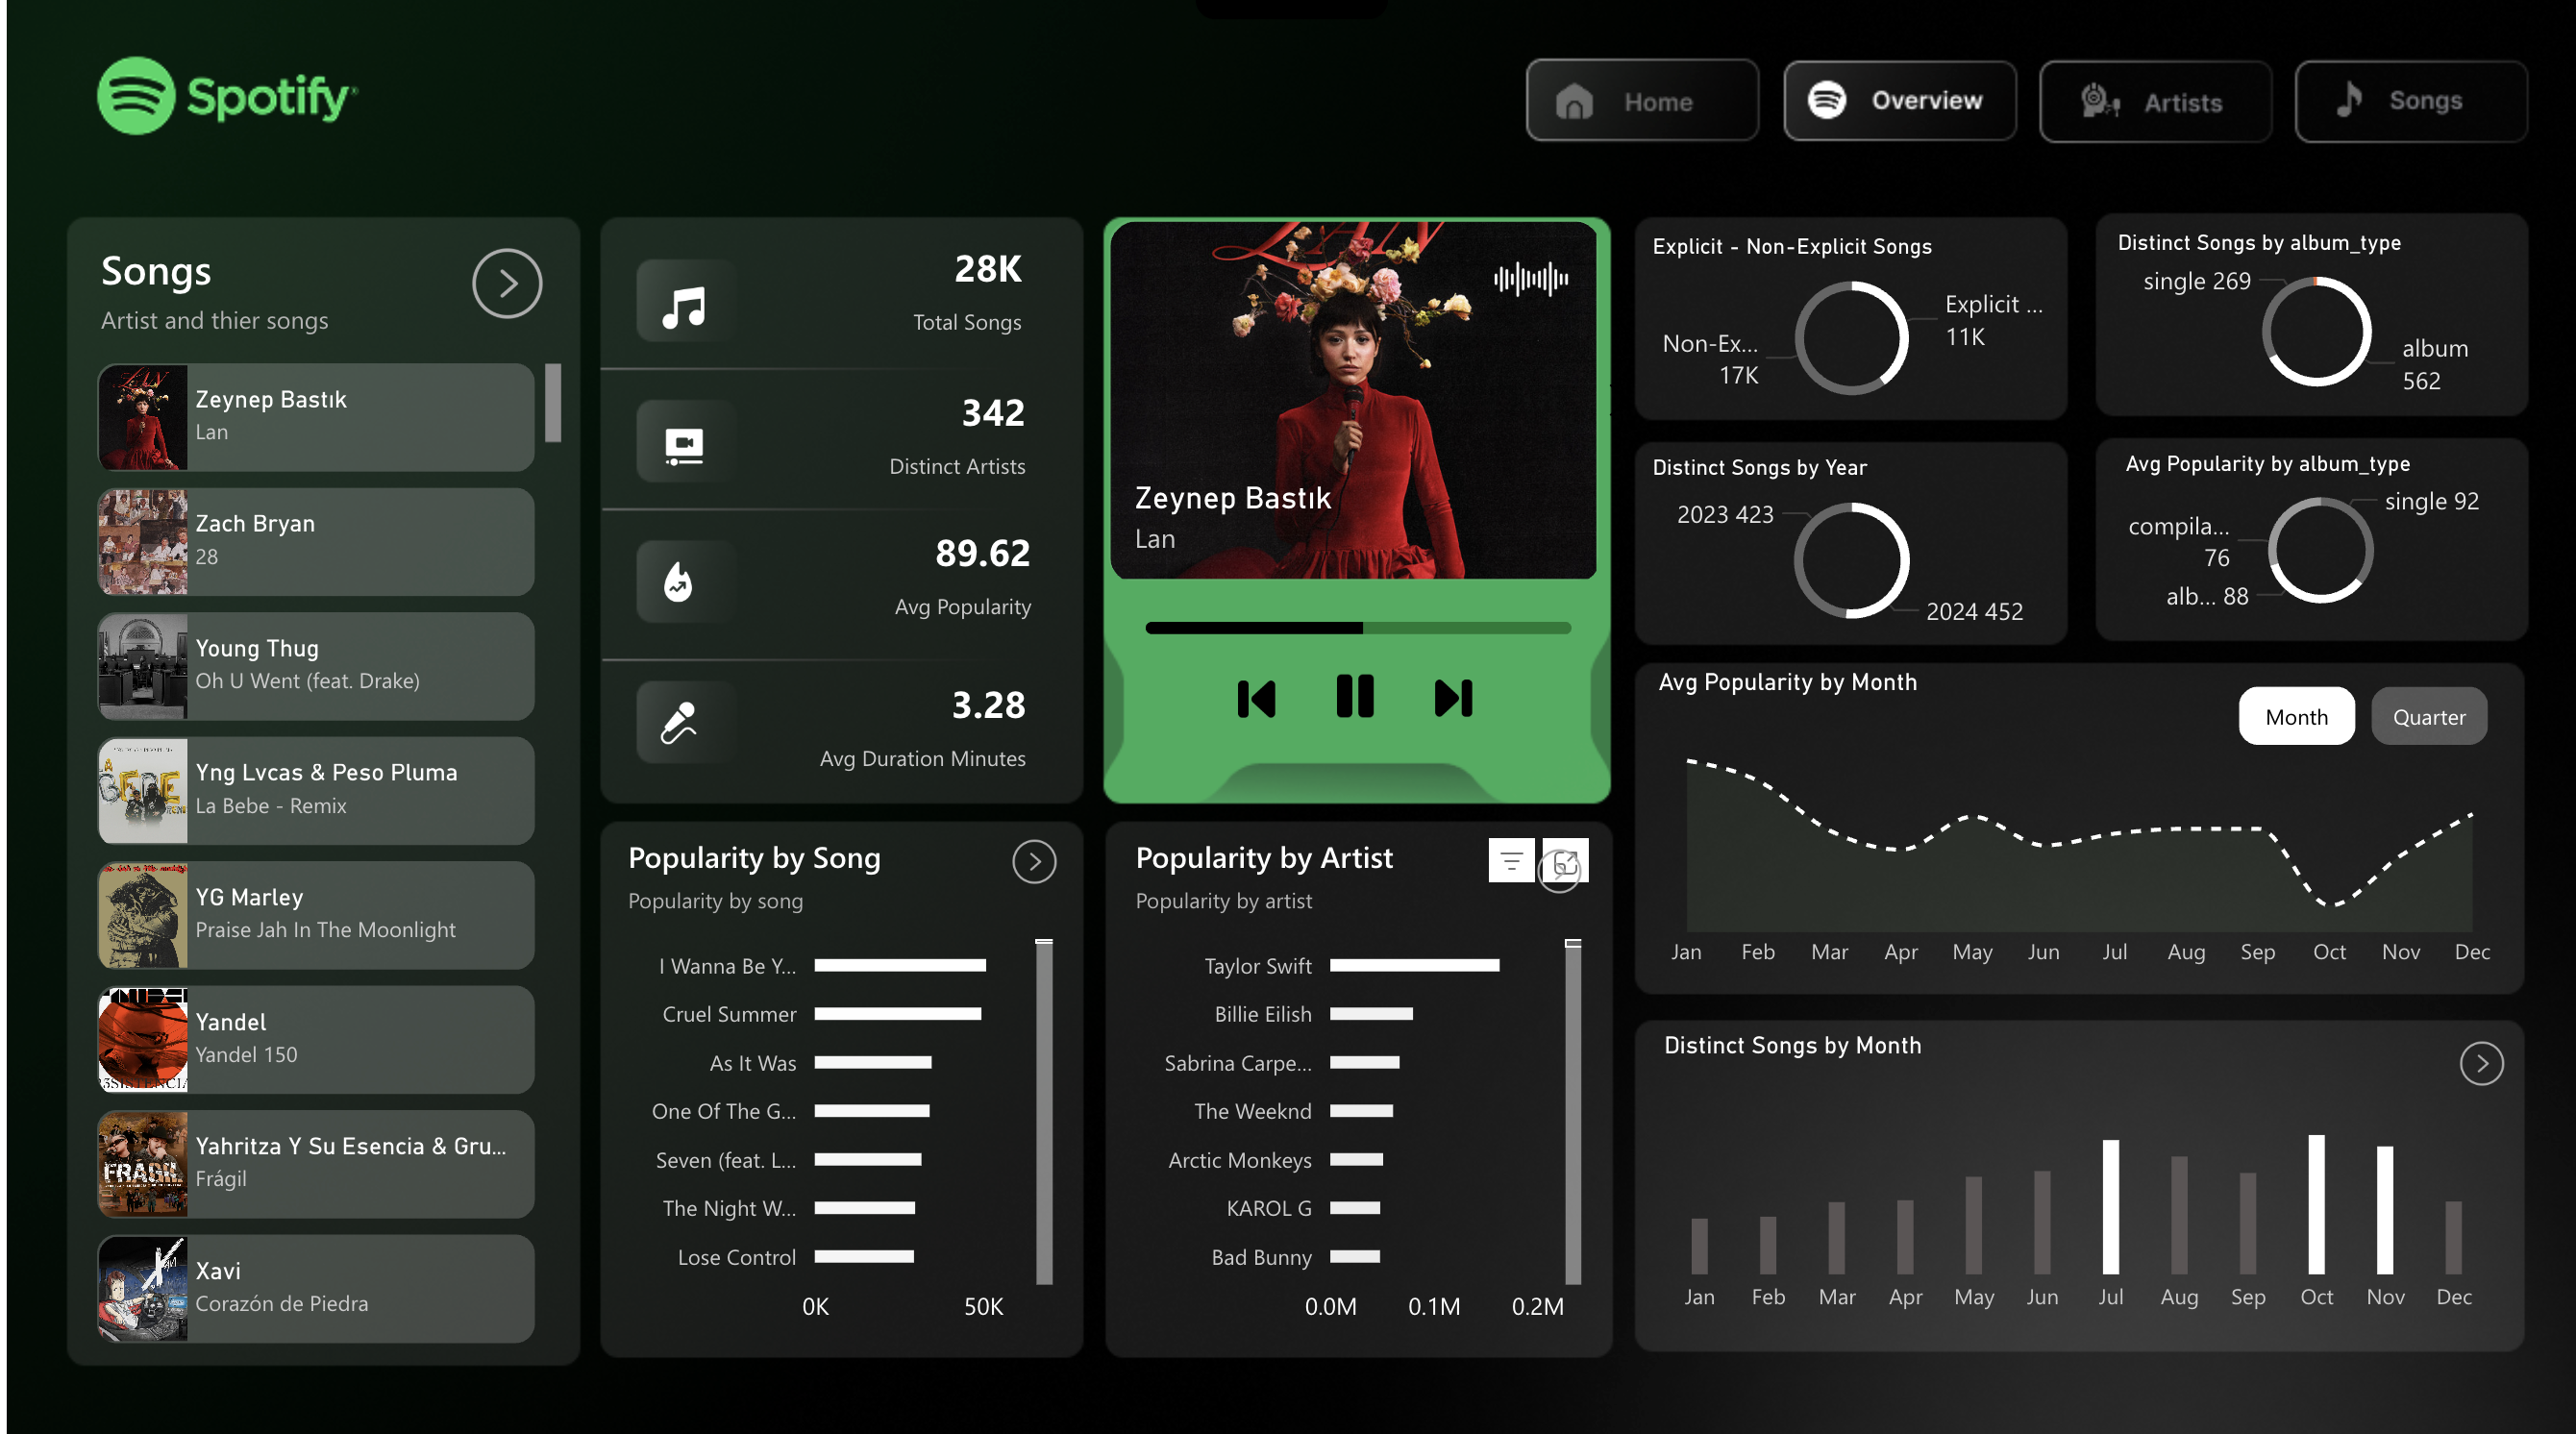 Spotify
Home
Overview
Artists
Songs
Songs
Artist and thier songs
Zeynep Bastık
Lan
Zach Bryan
28
Young Thug
Oh U Went (feat. Drake)
Yng Lvcas & Peso Pluma
La Bebe - Remix
YG Marley
Praise Jah In The Moonlight
Yandel
Yandel 150
Yahritza Y Su Esencia & Gru...
FRAGIL
Frágil
Xavi
Corazón de Piedra
28K
Total Songs
342
Distinct Artists
89.62
Avg Popularity
3.28
Avg Duration Minutes
Zeynep Bastık
Lan
Popularity by Song
Popularity by song
I Wanna Be Y...
Cruel Summer
As It Was
One Of The G...
Seven (feat. L...
The Night W...
Lose Control
0K
50K
Popularity by Artist
Popularity by artist
Taylor Swift
Billie Eilish
Sabrina Carpe...
The Weeknd
Arctic Monkeys
KAROL G
Bad Bunny
0.0M
0.1M
0.2M
Explicit - Non-Explicit Songs
Explicit ...
11K
Non-Ex...
17K
Distinct Songs by album_type
single 269
album
562
Distinct Songs by Year
2023 423
2024 452
Avg Popularity by album_type
single 92
compila...
76
alb... 88
Avg Popularity by Month
Month
Quarter
Jan Feb Mar Apr May Jun Jul Aug Sep Oct Nov Dec
Distinct Songs by Month
Jan Feb Mar Apr May Jun Jul Aug Sep Oct Nov Dec